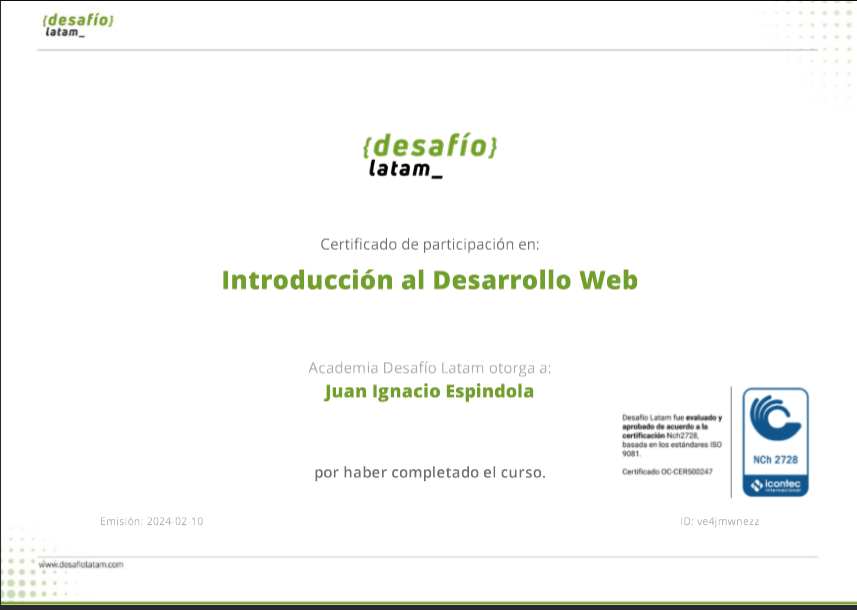 {desafío}
latam_
{desafío}
latam_
Certificado de participación en:
Introducción al Desarrollo Web
Academia Desafío Latam otorga a:
Juan Ignacio Espindola
Desafío Latam fue evaluado y
aprobado de acuerdo a la
certificación Nch2728,
basada en los estándares ISO
9081.
Certificado OC-CER500247
NCh 2728
icontec
internacional
por haber completado el curso.
Emisión: 2024-02-10
ID: ve4jmwnezz
www.desafiolatam.com